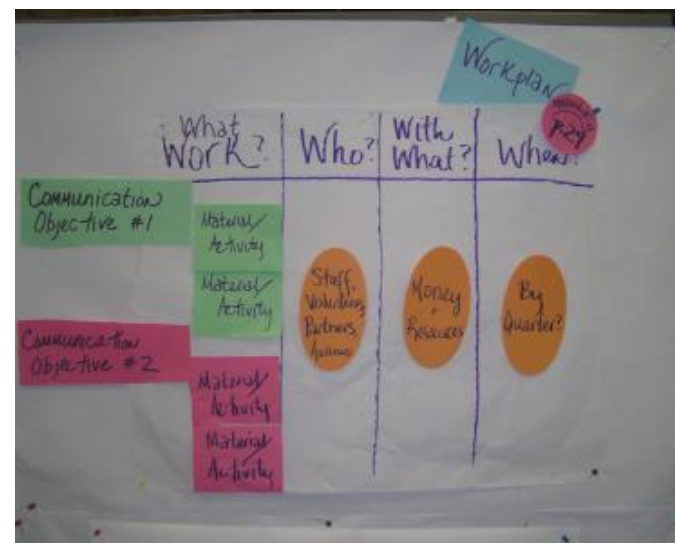 Workplan
P.24
What Work?
Who?
With What?
When?
Communication
Objective #1
Material/
Activity
Material/
Activity
Staff,
Volunteers,
Partners,
Money
+
Resources
By
Quarter?
Communication
Objective #2
Material/
Activity
Material/
Activity